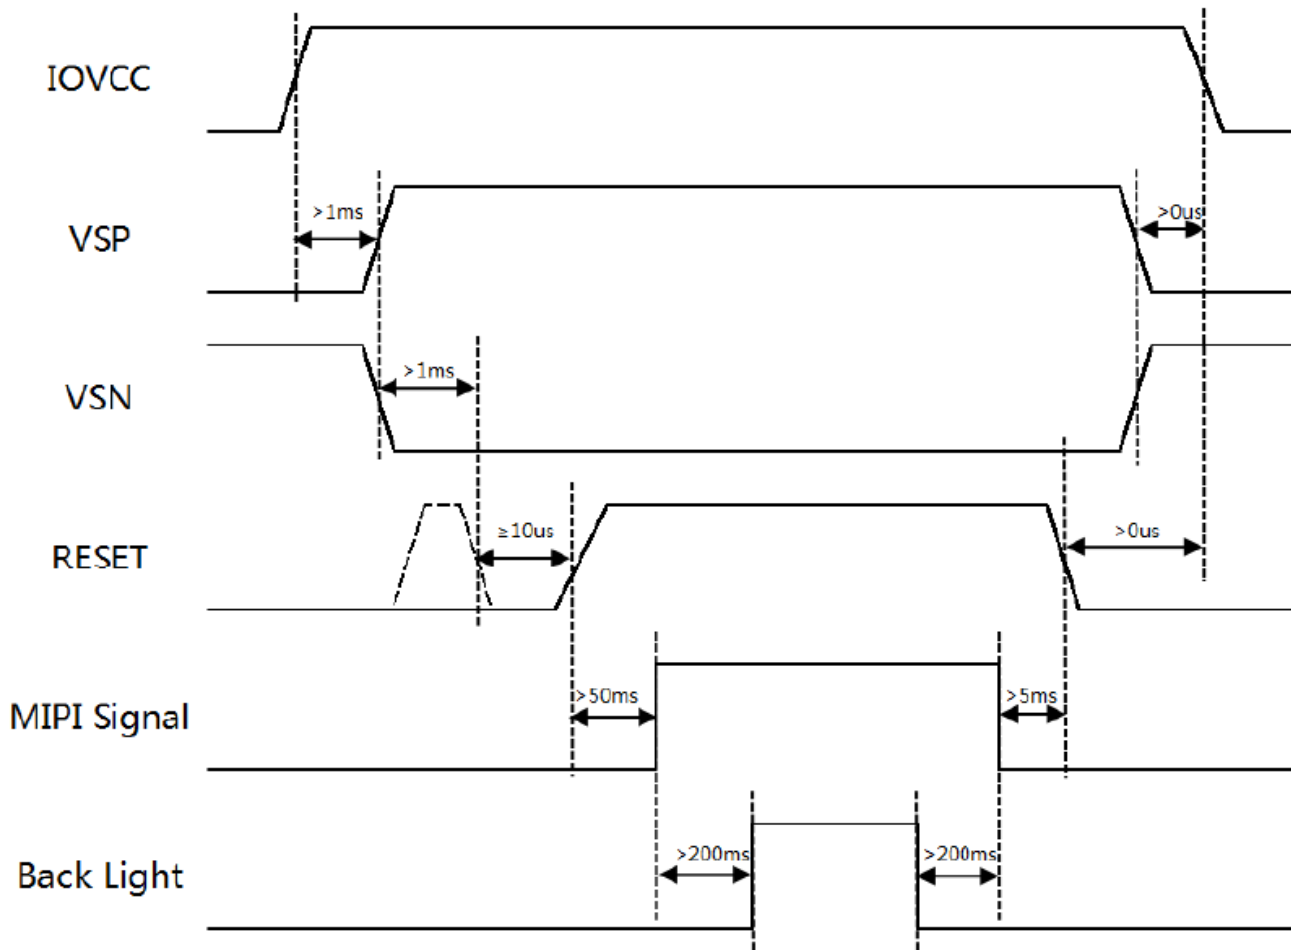 IOVCC
>1ms
>0us
VSP
>1ms
VSN
≥10us
>0us
RESET
>50ms
>5ms
MIPI Signal
>200ms
>200ms
Back Light